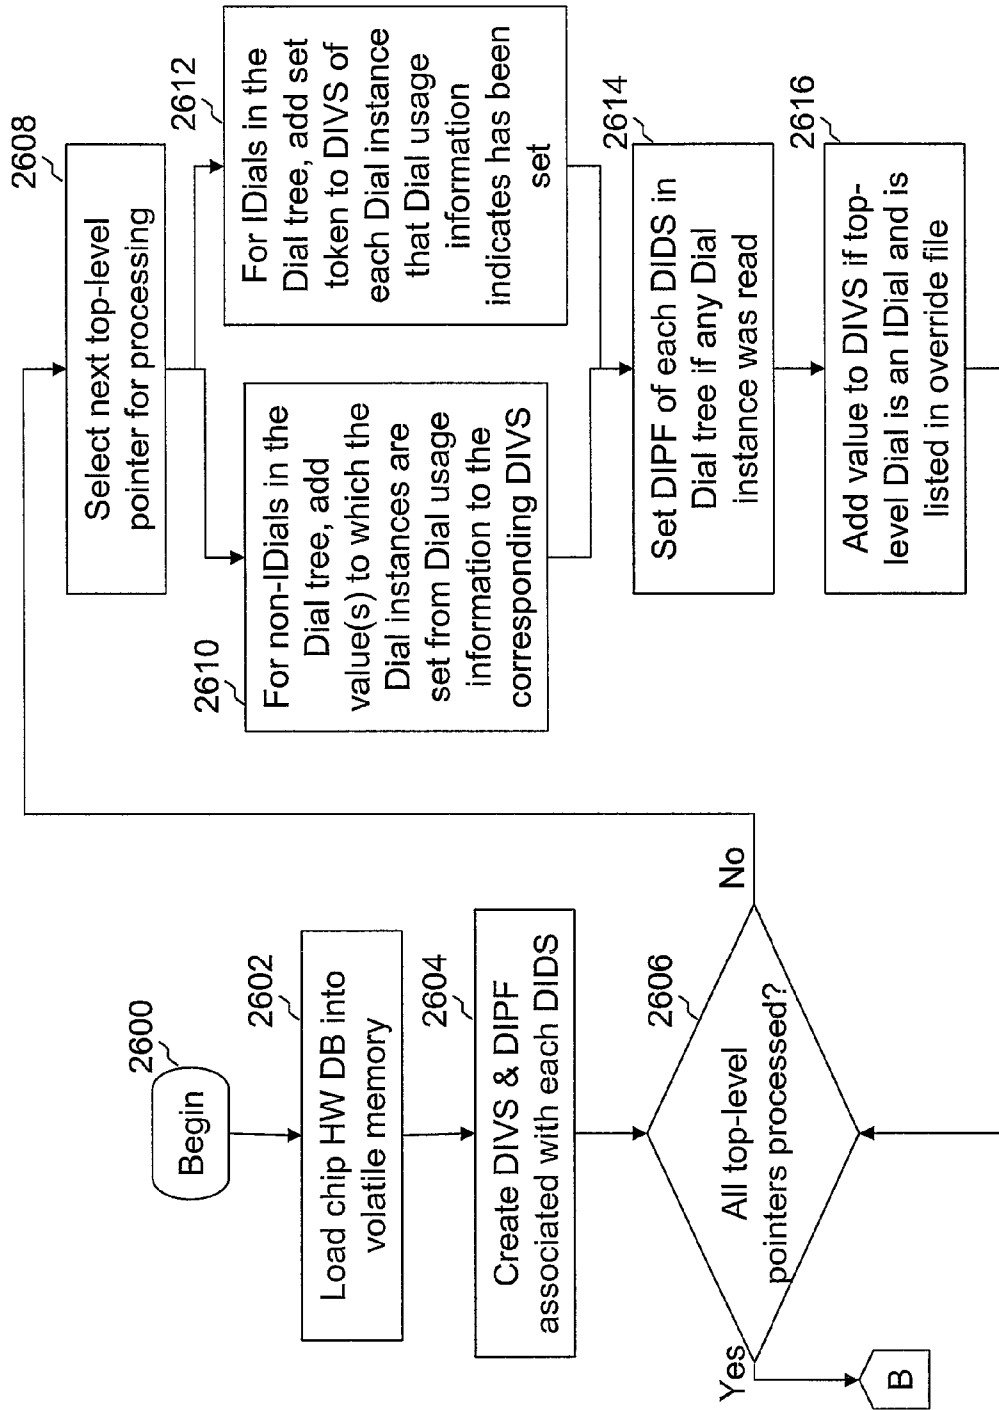 2600
Begin
2602
Load chip HW DB into
volatile memory
2604
Create DIVS & DIPF
associated with each DIDS
2606
All top-level
pointers processed?
Yes
No
B
2608
Select next top-level
pointer for processing
2610
For non-IDials in the
Dial tree, add
value(s) to which the
Dial instances are
set from Dial usage
information to the
corresponding DIVS
2612
For IDials in the
Dial tree, add set
token to DIVS of
each Dial instance
that Dial usage
information
indicates has been
set
2614
Set DIPF of each DIDS in
Dial tree if any Dial
instance was read
2616
Add value to DIVS if top-
level Dial is an IDial and is
listed in override file